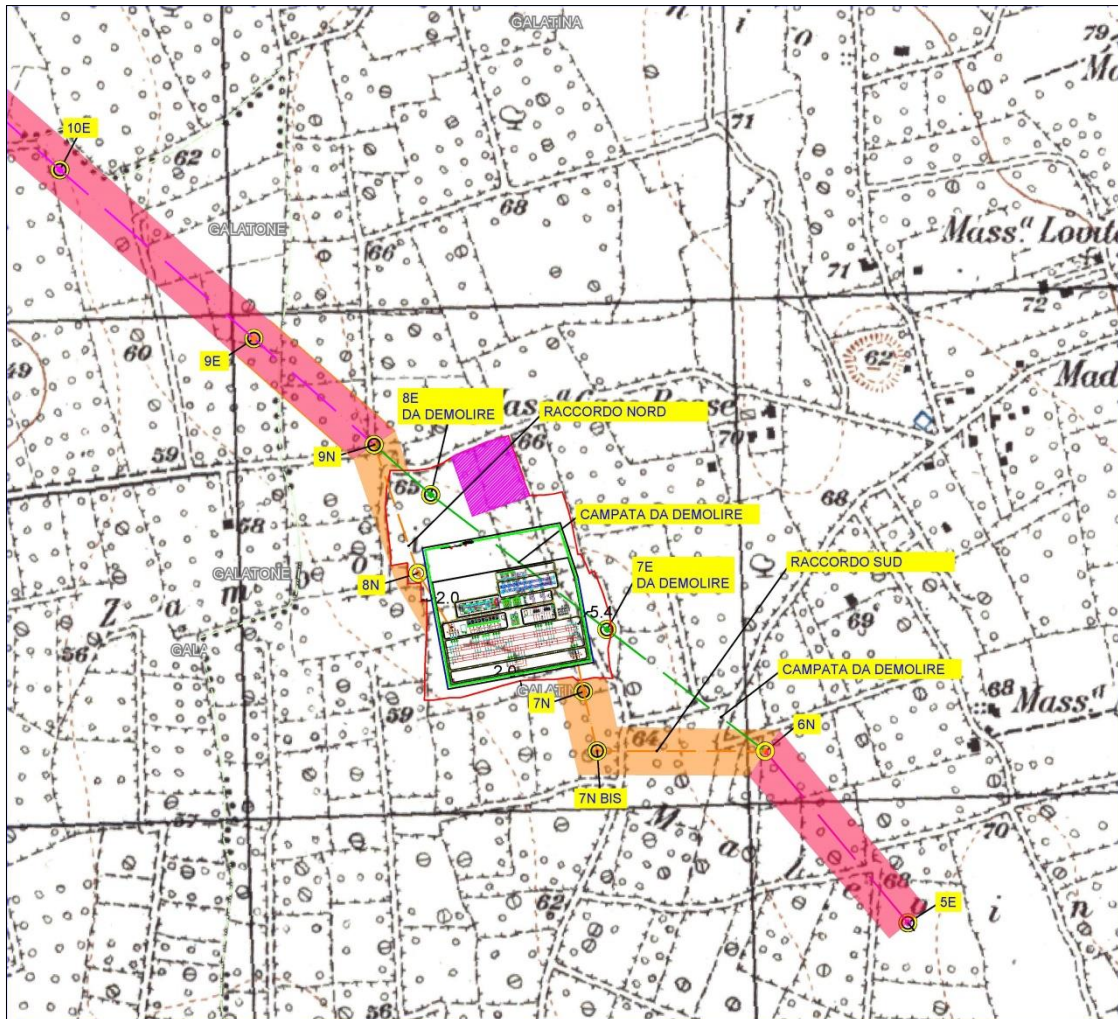 GALATINA
79
Mo
71
10E
62
68
GALATONE
66
Mass.ª
71
72
9E
60
62
49
Mad
8E
DA DEMOLIRE
RACCORDO NORD
66
70
59
9N
65
68
CAMPATA DA DEMOLIRE
58
7E
DA DEMOLIRE
RACCORDO SUD
GALATONE
8N
2.0
5.4
69
Z a m
56
GALA
CAMPATA DA DEMOLIRE
2.0
GALATINA
68
Mass.ª
7N
59
64
6N
7N BIS
57
M
a
70
68
5E
62
i n
56
56